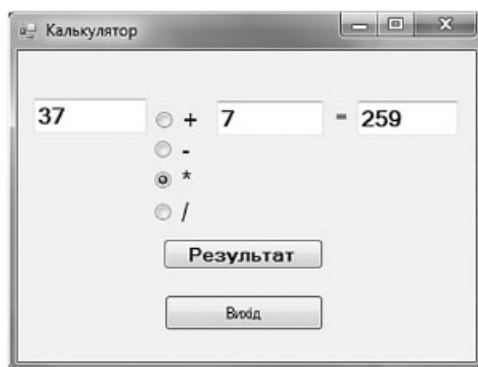 Калькулятор
37 + 7 = 259
-
*
/
Результат
Вихід